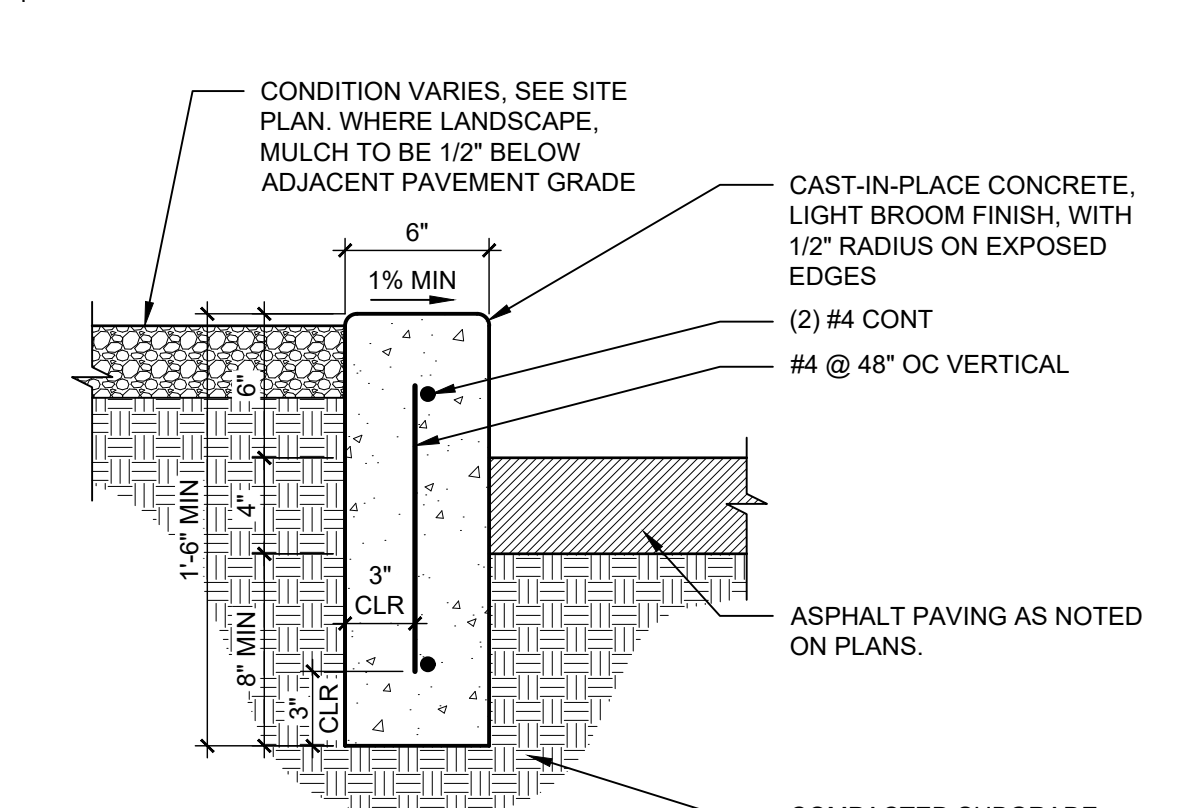 CONDITION VARIES, SEE SITE
PLAN. WHERE LANDSCAPE,
MULCH TO BE 1/2" BELOW
ADJACENT PAVEMENT GRADE
CAST-IN-PLACE CONCRETE,
LIGHT BROOM FINISH, WITH
1/2" RADIUS ON EXPOSED
EDGES
6"
1% MIN
(2) #4 CONT
#4 @ 48" OC VERTICAL
6"
4"
1'-6" MIN
8" MIN
3"
CLR
3"
CLR
ASPHALT PAVING AS NOTED
ON PLANS.
COMPACTED SUBGRADE